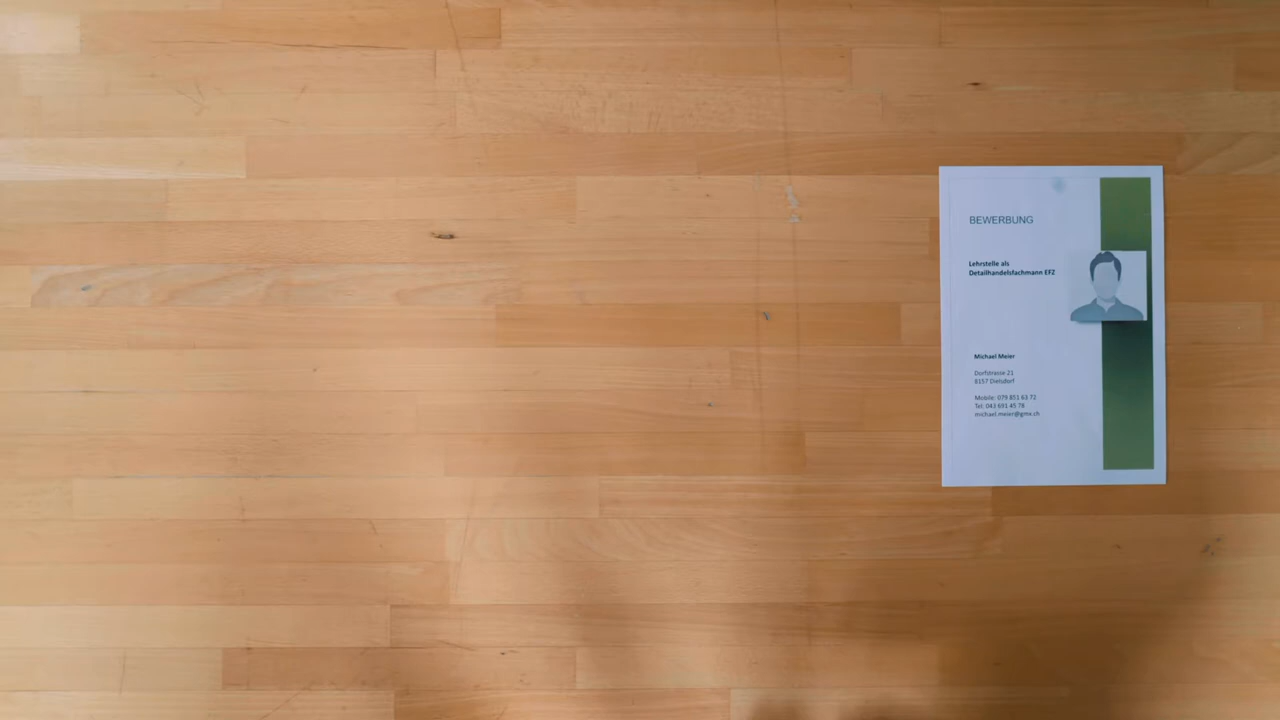 BEWERBUNG
Lehrstelle als
Detailhandelsfachmann EFZ
Michael Meier
Dorfstrasse 21
8157 Dielsdorf
Mobile: 079 851 63 72
Tel: 043 691 45 78
michael.meier@gmx.ch